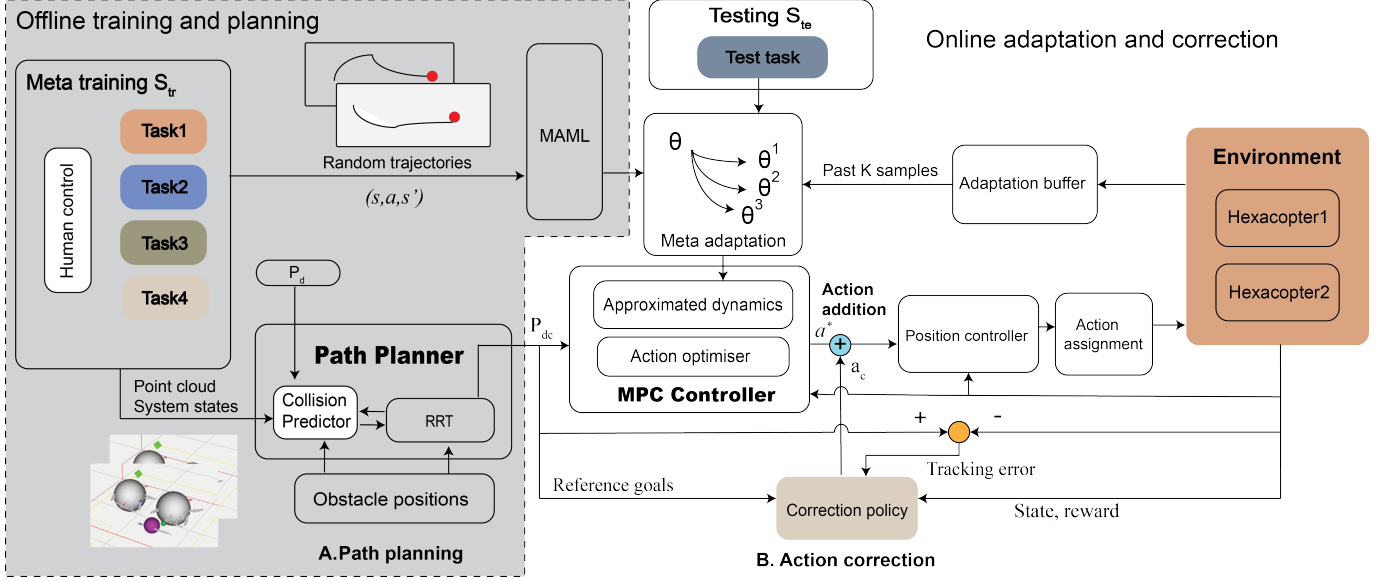 Offline training and planning
Meta training S_tr
Human control
Task1
Task2
Task3
Task4
Random trajectories
(s,a,s’)
MAML
Testing S_te
Test task
Online adaptation and correction
θ
θ^1
θ^2
θ^3
Meta adaptation
Past K samples
Adaptation buffer
Environment
Hexacopter1
Hexacopter2
P_d
Path Planner
Collision
Predictor
RRT
Point cloud
System states
Obstacle positions
A.Path planning
P_dc
Approximated dynamics
Action optimiser
MPC Controller
Action
addition
a*
+
a_c
Position controller
Action
assignment
+
-
Tracking error
Reference goals
Correction policy
State, reward
B. Action correction